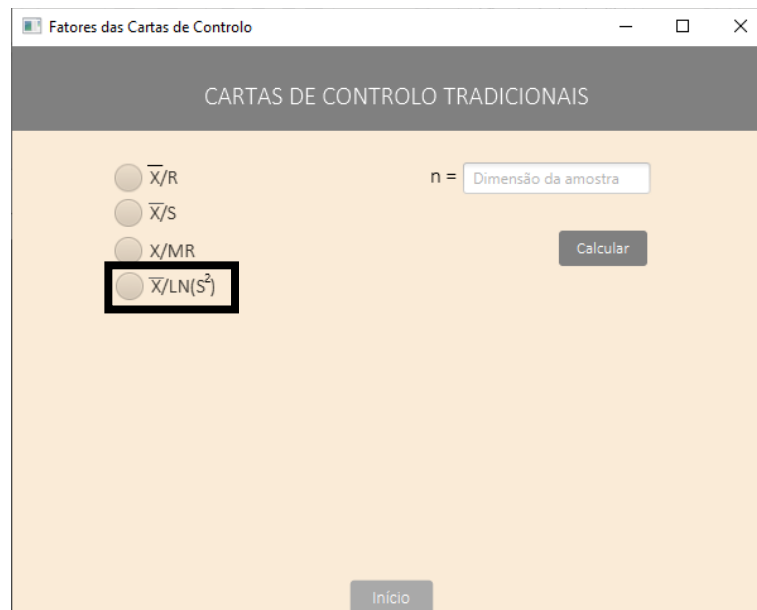 Fatores das Cartas de Controlo
CARTAS DE CONTROLO TRADICIONAIS
X̅/R
n = Dimensão da amostra
X̅/S
X/MR
Calcular
X̅/LN(S²)
Início